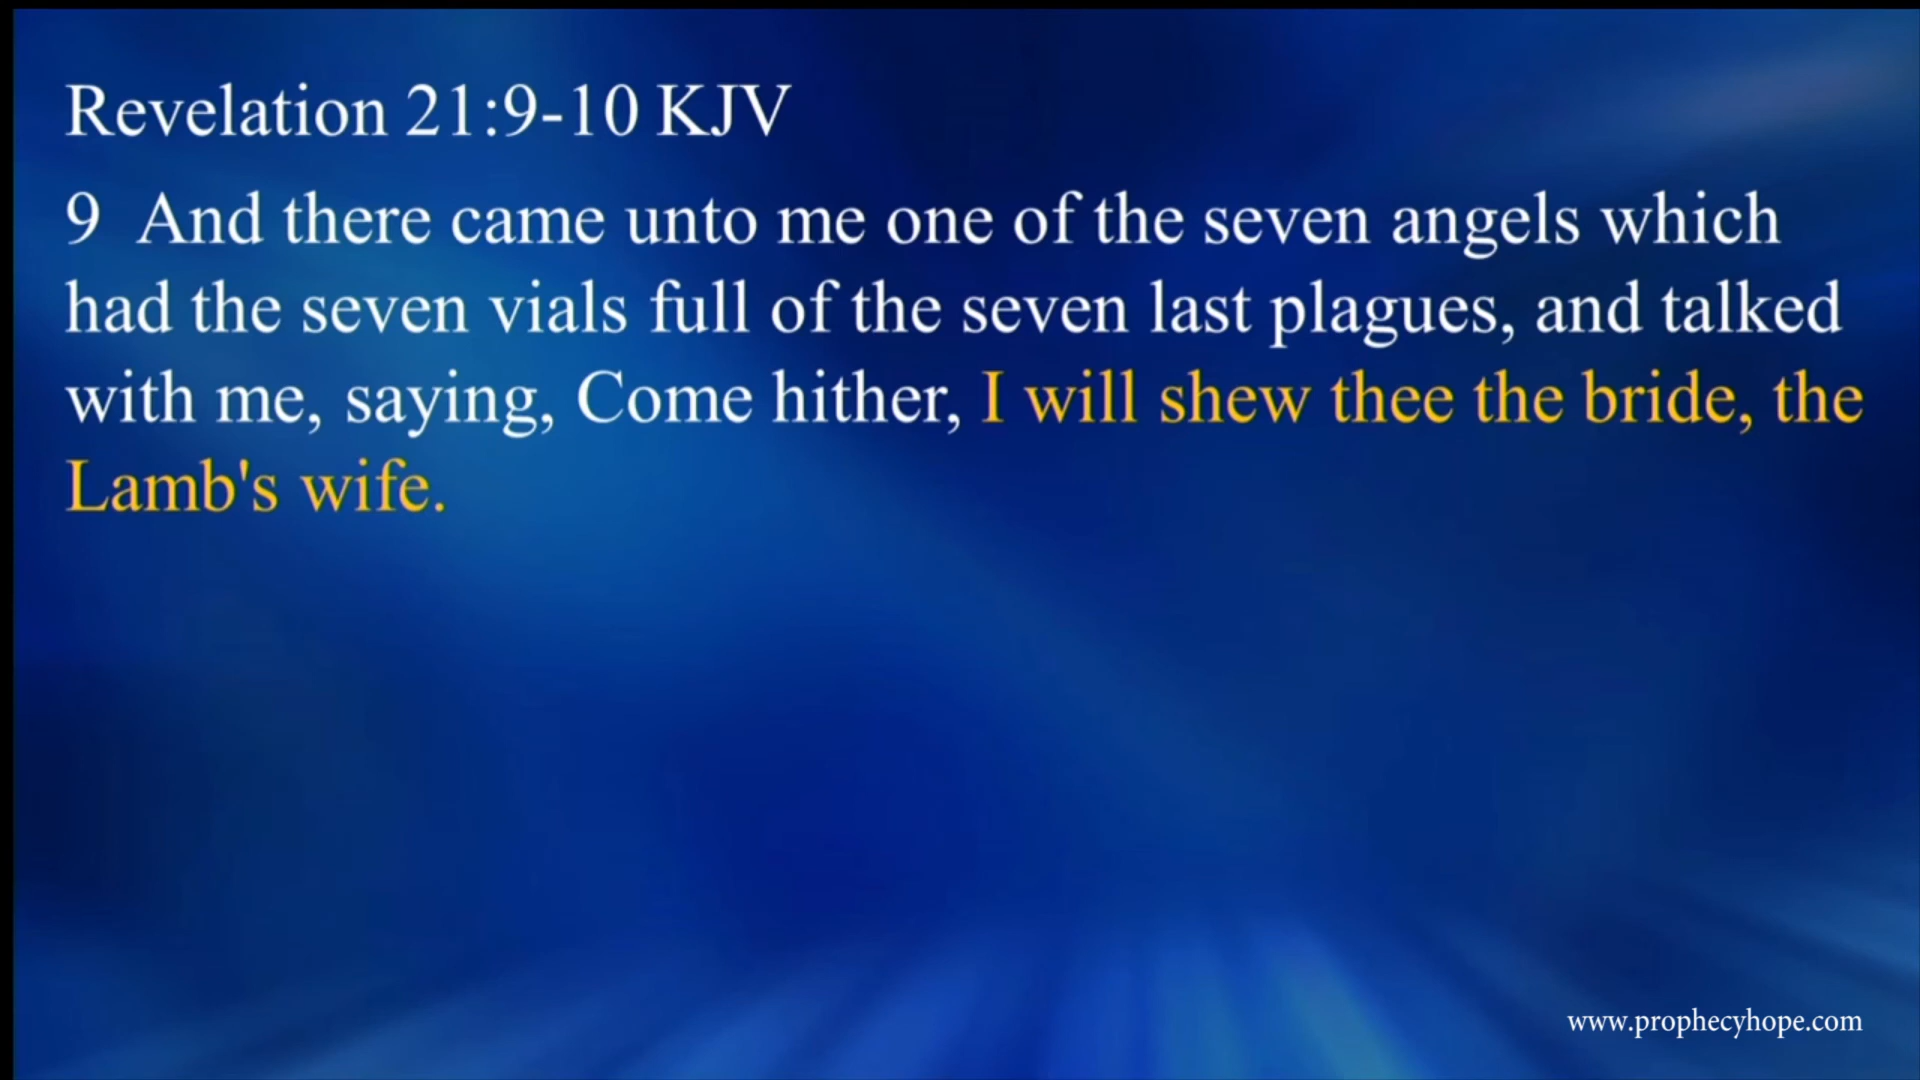 Revelation 21:9-10 KJV
9 And there came unto me one of the seven angels which
had the seven vials full of the seven last plagues, and talked
with me, saying, Come hither, I will shew thee the bride, the
Lamb's wife.
www.prophecyhope.com